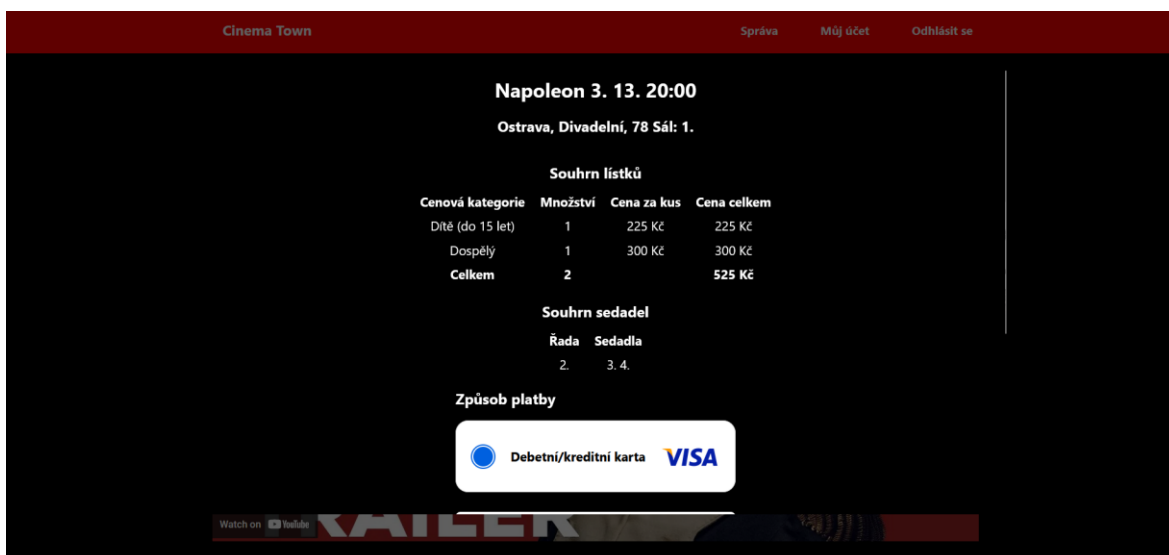 Cinema Town Správa Můj účet Odhlásit se
Napoleon 3. 13. 20:00
Ostrava, Divadelní, 78 Sál: 1.
Souhrn lístků
Cenová kategorie Množství Cena za kus Cena celkem
Dítě (do 15 let) 1 225 Kč 225 Kč
Dospělý 1 300 Kč 300 Kč
Celkem 2 525 Kč
Souhrn sedadel
Řada Sedadla
2. 3. 4.
Způsob platby
Debetní/kreditní karta VISA
Watch on YouTube TRAILER